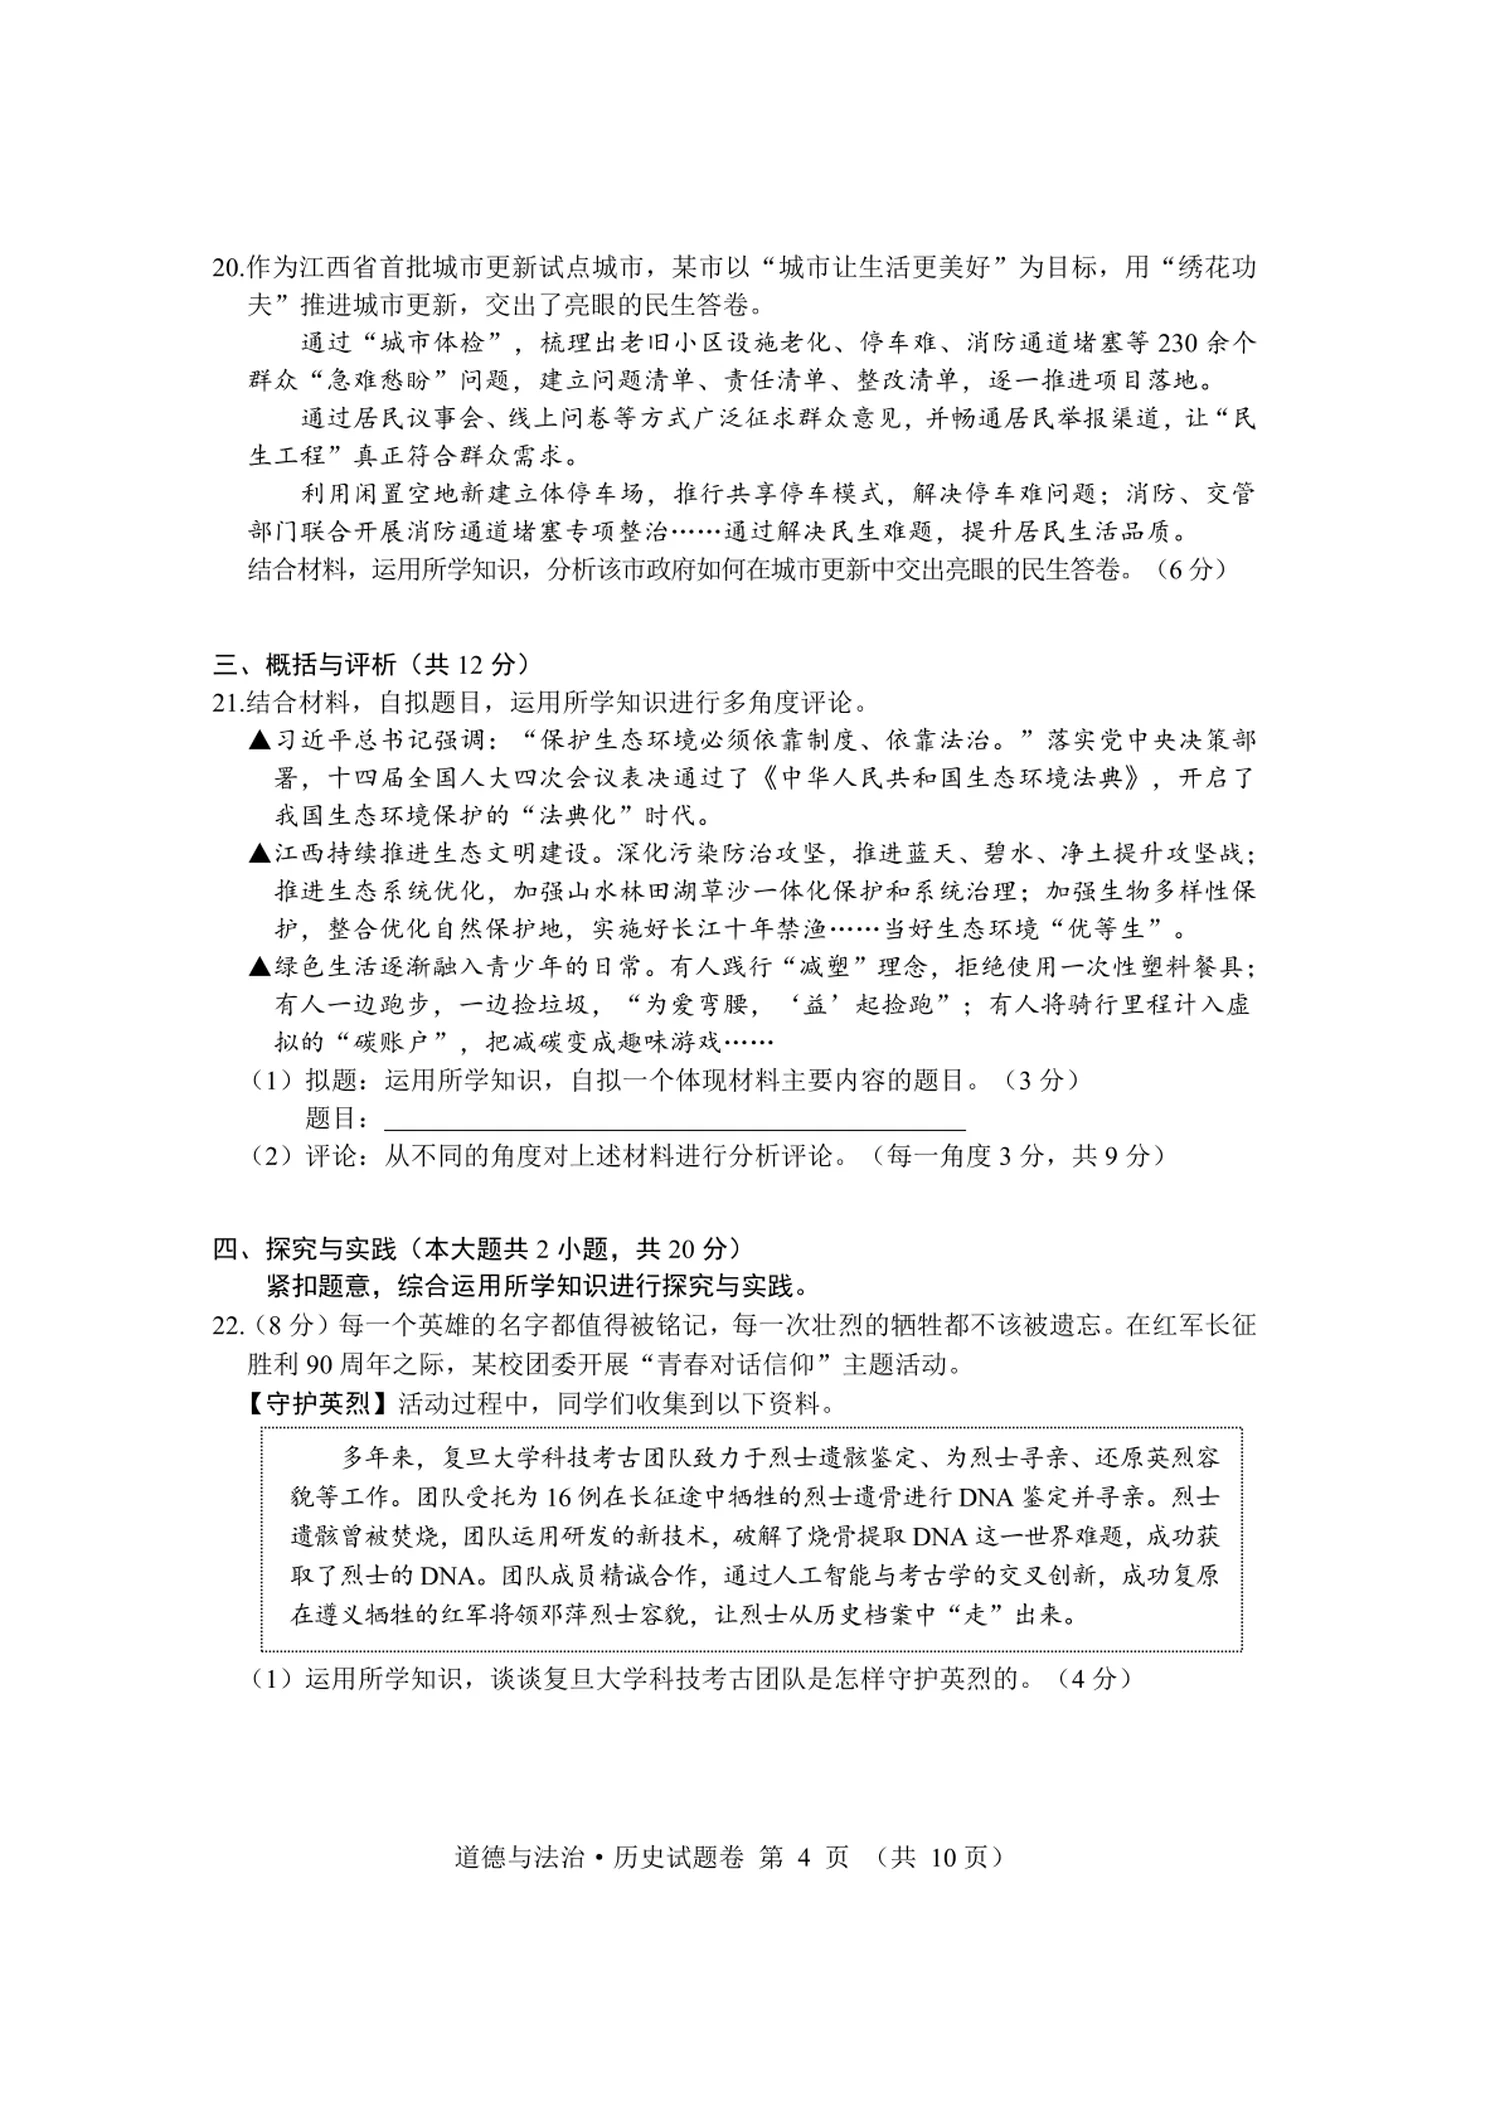 20.作为江西省首批城市更新试点城市，某市以“城市让生活更美好”为目标，用“绣花功
夫”推进城市更新，交出了亮眼的民生答卷。
通过“城市体检”，梳理出老旧小区设施老化、停车难、消防通道堵塞等 230 余个
群众“急难愁盼”问题，建立问题清单、责任清单、整改清单，逐一推进项目落地。
通过居民议事会、线上问卷等方式广泛征求群众意见，并畅通居民举报渠道，让“民
生工程”真正符合群众需求。
利用闲置空地新建立体停车场，推行共享停车模式，解决停车难问题；消防、交管
部门联合开展消防通道堵塞专项整治……通过解决民生难题，提升居民生活品质。
结合材料，运用所学知识，分析该市政府如何在城市更新中交出亮眼的民生答卷。（6 分）
三、概括与评析（共 12 分）
21.结合材料，自拟题目，运用所学知识进行多角度评论。
▲习近平总书记强调：“保护生态环境必须依靠制度、依靠法治。”落实党中央决策部
署，十四届全国人大四次会议表决通过了《中华人民共和国生态环境法典》，开启了
我国生态环境保护的“法典化”时代。
▲江西持续推进生态文明建设。深化污染防治攻坚，推进蓝天、碧水、净土提升攻坚战；
推进生态系统优化，加强山水林田湖草沙一体化保护和系统治理；加强生物多样性保
护，整合优化自然保护地，实施好长江十年禁渔……当好生态环境“优等生”。
▲绿色生活逐渐融入青少年的日常。有人践行“减塑”理念，拒绝使用一次性塑料餐具；
有人一边跑步，一边捡垃圾，“为爱弯腰，‘益’起捡跑”；有人将骑行里程计入虚
拟的“碳账户”，把减碳变成趣味游戏……
（1）拟题：运用所学知识，自拟一个体现材料主要内容的题目。（3 分）
题目：
（2）评论：从不同的角度对上述材料进行分析评论。（每一角度 3 分，共 9 分）
四、探究与实践（本大题共 2 小题，共 20 分）
紧扣题意，综合运用所学知识进行探究与实践。
22.（8 分）每一个英雄的名字都值得被铭记，每一次壮烈的牺牲都不该被遗忘。在红军长征
胜利 90 周年之际，某校团委开展“青春对话信仰”主题活动。
【守护英烈】活动过程中，同学们收集到以下资料。
多年来，复旦大学科技考古团队致力于烈士遗骸鉴定、为烈士寻亲、还原英烈容
貌等工作。团队受托为 16 例在长征途中牺牲的烈士遗骨进行 DNA 鉴定并寻亲。烈士
遗骸曾被焚烧，团队运用研发的新技术，破解了烧骨提取 DNA 这一世界难题，成功获
取了烈士的 DNA。团队成员精诚合作，通过人工智能与考古学的交叉创新，成功复原
在遵义牺牲的红军将领邓萍烈士容貌，让烈士从历史档案中“走”出来。
（1）运用所学知识，谈谈复旦大学科技考古团队是怎样守护英烈的。（4 分）
道德与法治·历史试题卷 第 4 页 （共 10 页）